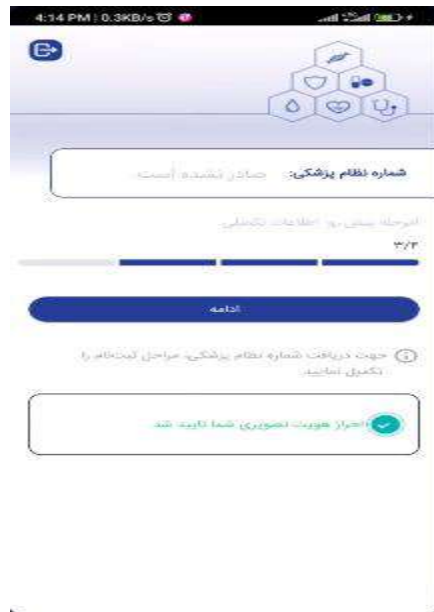 4:14 PM | 0.3KB/s
شماره نظام پزشکی: صادر نشده است
مرحله پیش رو: اطلاعات تکمیلی
۳/۴
ادامه
جهت دریافت شماره نظام پزشکی، مراحل ثبت‌نام را
تکمیل نمایید.
احراز هویت تصویری شما تایید شد